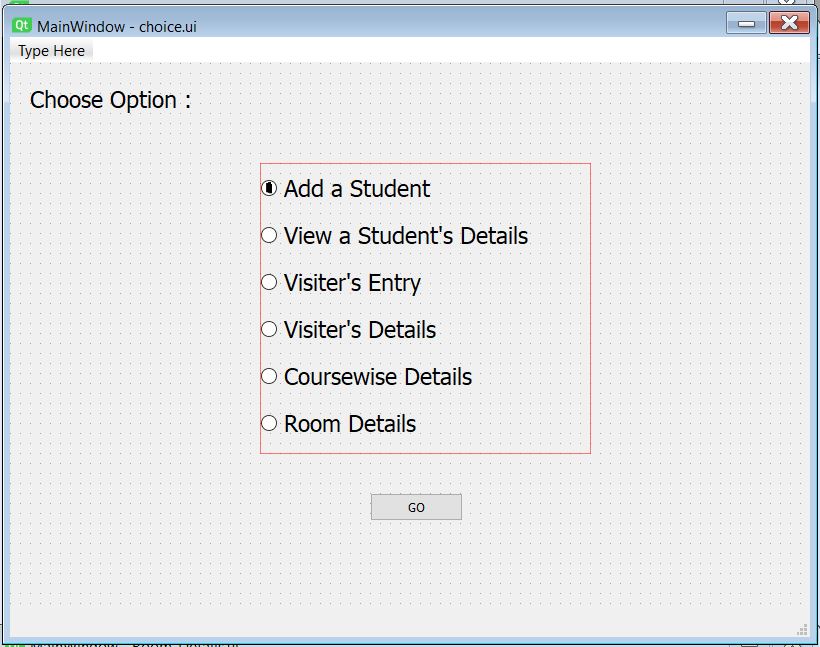 Qt MainWindow - choice.ui
Type Here
Choose Option :
Add a Student
View a Student's Details
Visiter's Entry
Visiter's Details
Coursewise Details
Room Details
GO